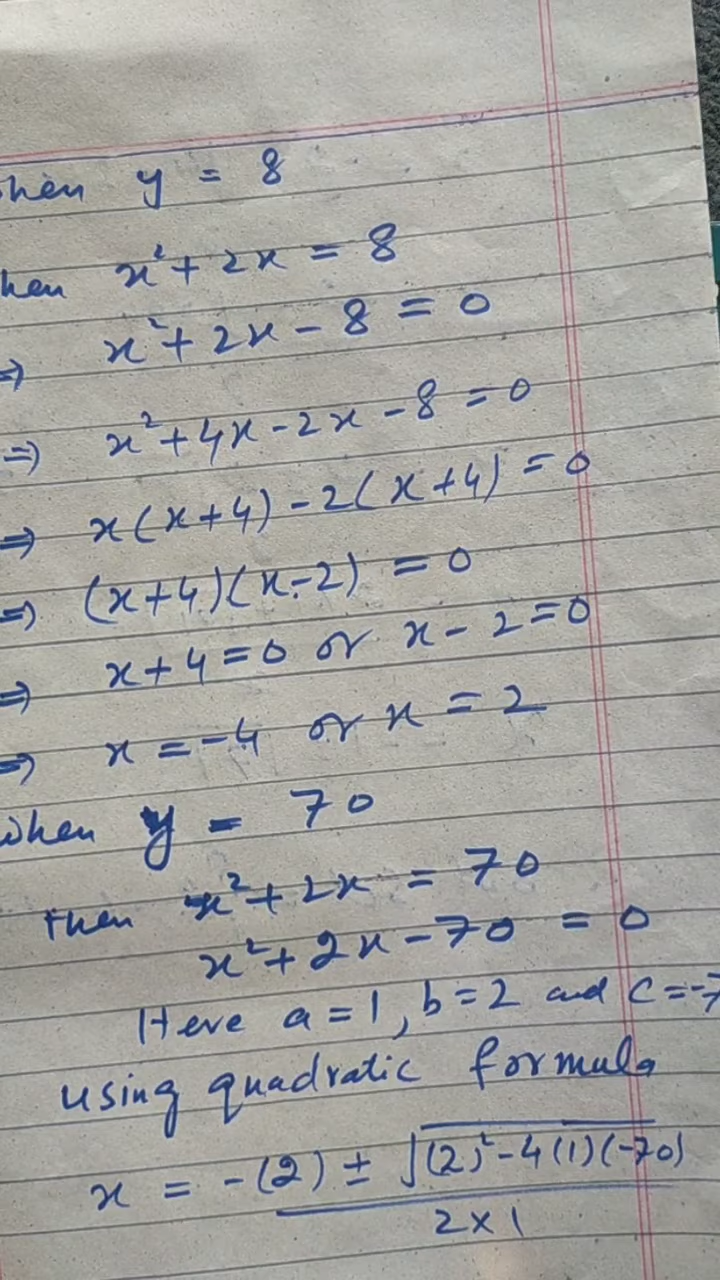 hen y = 8
hen x² + 2x = 8
⇒ x² + 2x - 8 = 0
⇒ x² + 4x - 2x - 8 = 0
⇒ x(x+4) - 2(x+4) = 0
⇒ (x+4)(x-2) = 0
⇒ x+4 = 0 or x - 2 = 0
⇒ x = -4 or x = 2
when y = 70
then x² + 2x = 70
x² + 2x - 70 = 0
Here a = 1, b = 2 and c = -7
using quadratic formula
x = -(2) ± √(2)² - 4(1)(-70)
2 × 1